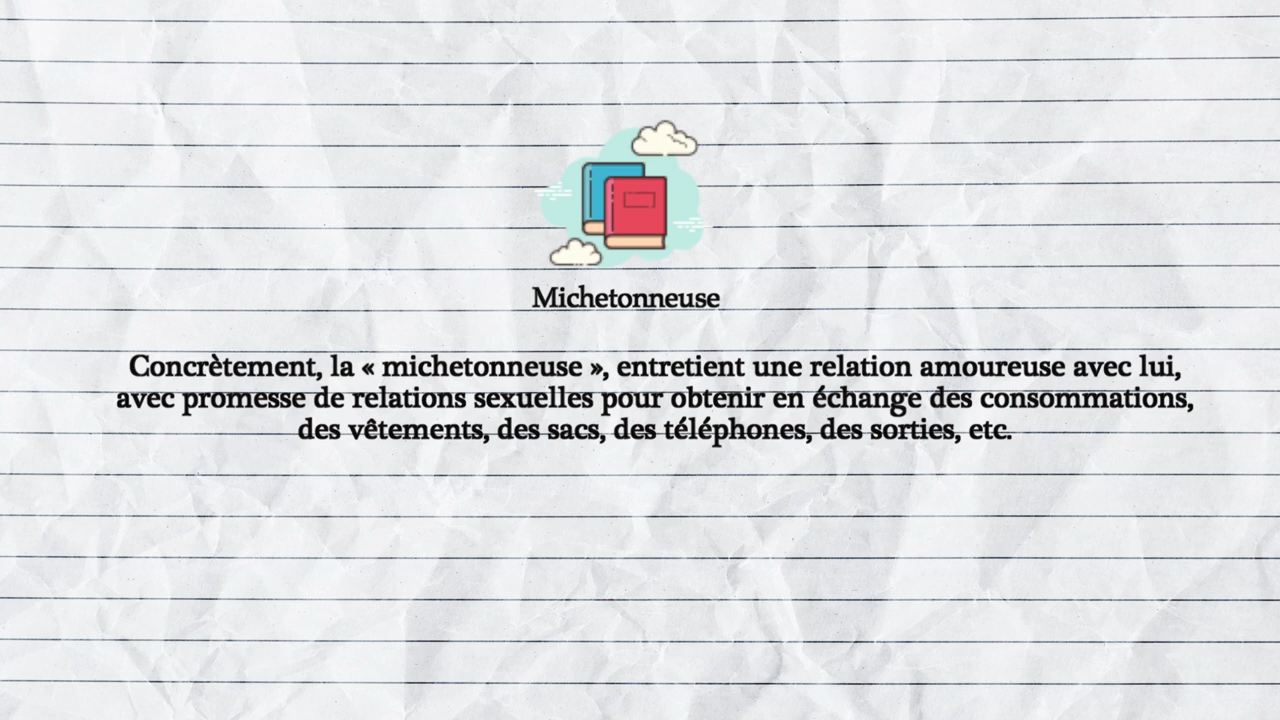 Michetonneuse
Concrètement, la « michetonneuse », entretient une relation amoureuse avec lui,
avec promesse de relations sexuelles pour obtenir en échange des consommations,
des vêtements, des sacs, des téléphones, des sorties, etc.